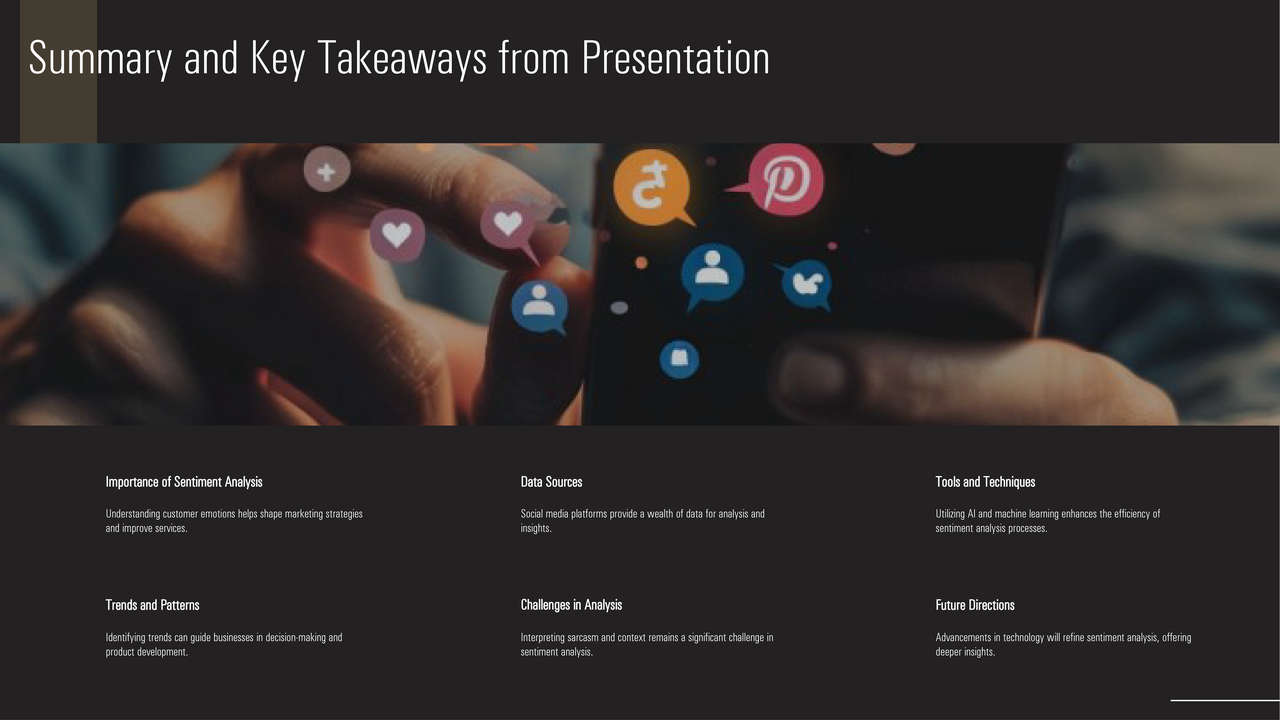 Summary and Key Takeaways from Presentation
Importance of Sentiment Analysis
Understanding customer emotions helps shape marketing strategies
and improve services.
Data Sources
Social media platforms provide a wealth of data for analysis and
insights.
Tools and Techniques
Utilizing AI and machine learning enhances the efficiency of
sentiment analysis processes.
Trends and Patterns
Identifying trends can guide businesses in decision-making and
product development.
Challenges in Analysis
Interpreting sarcasm and context remains a significant challenge in
sentiment analysis.
Future Directions
Advancements in technology will refine sentiment analysis, offering
deeper insights.